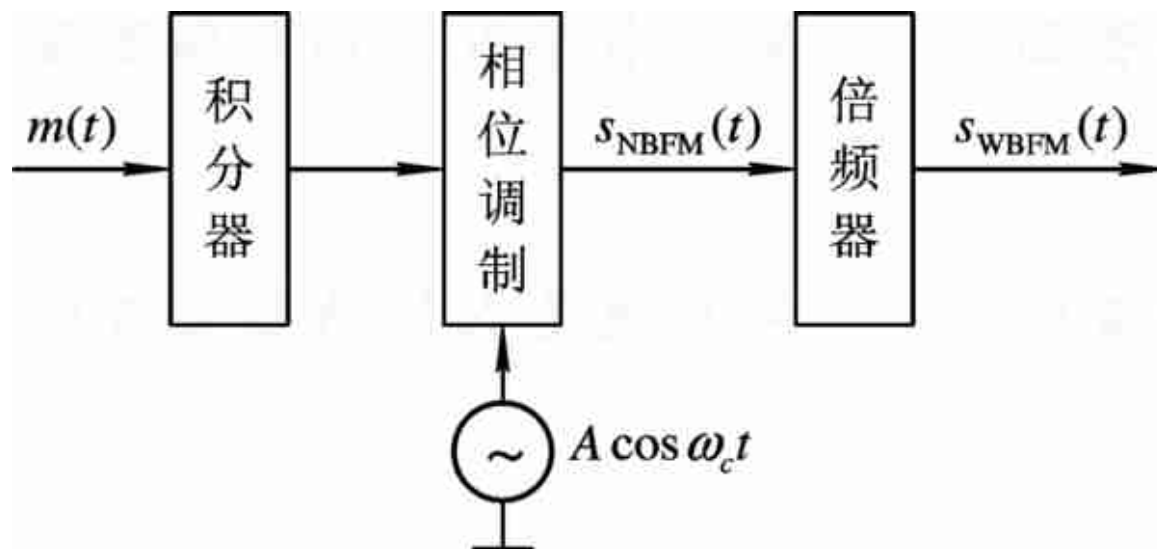 m(t)
积分器
相位调制
s_NBFM(t)
倍频器
s_WBFM(t)
~
A cos ω_c t